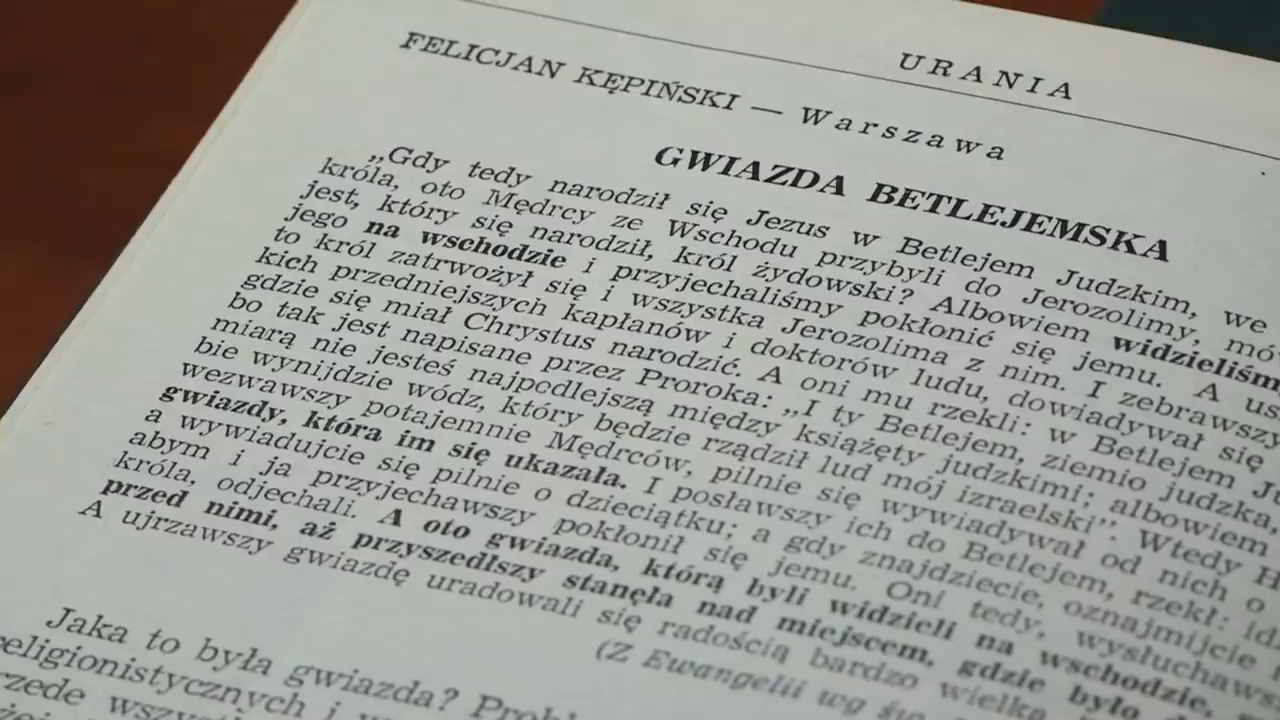 URANIA
FELICJAN KĘPIŃSKI — Warszawa
GWIAZDA BETLEJEMSKA
„Gdy tedy narodził się Jezus w Betlejem Judzkim, we
króla, oto Mędrcy ze Wschodu przybyli do Jerozolimy, mó
jest, który się narodził, król żydowski? Albowiem widzieliśm
jego na wschodzie i przyjechaliśmy pokłonić się jemu. A us
to król zatrwożył się i wszystka Jerozolima z nim. I zebrawszy
kich przedniejszych kapłanów i doktorów ludu, dowiadywał się
gdzie się miał Chrystus narodzić. A oni mu rzekli: w Betlejem Ju
bo tak jest napisane przez Proroka: „I ty Betlejem, ziemio judzka,
miarą nie jesteś najpcdlejszą między książęty judzkimi; albowiem
bie wynijdzie wódz, który będzie rządził lud mój izraelski”. Wtedy H
wezwawszy potajemnie Mędrców, pilnie się wywiadywał od nich o
gwiazdy, która im się ukazała. I posławszy ich do Betlejem, rzekł: id
a wywiadujcie się pilnie o dzieciątku; a gdy znajdziecie, oznajmijcie
abym i ja przyjechawszy pokłonił się jemu. Oni tedy, wysłuchaws
króla, odjechali. A oto gwiazda, którą byli widzieli na wschodzie,
przed nimi, aż przyszedłszy stanęła nad miejscem, gdzie było
A ujrzawszy gwiazdę uradowali się radością bardzo wielką
(Z Ewangelii wg św.
Jaka to była gwiazda? Probl
religionistycznych i